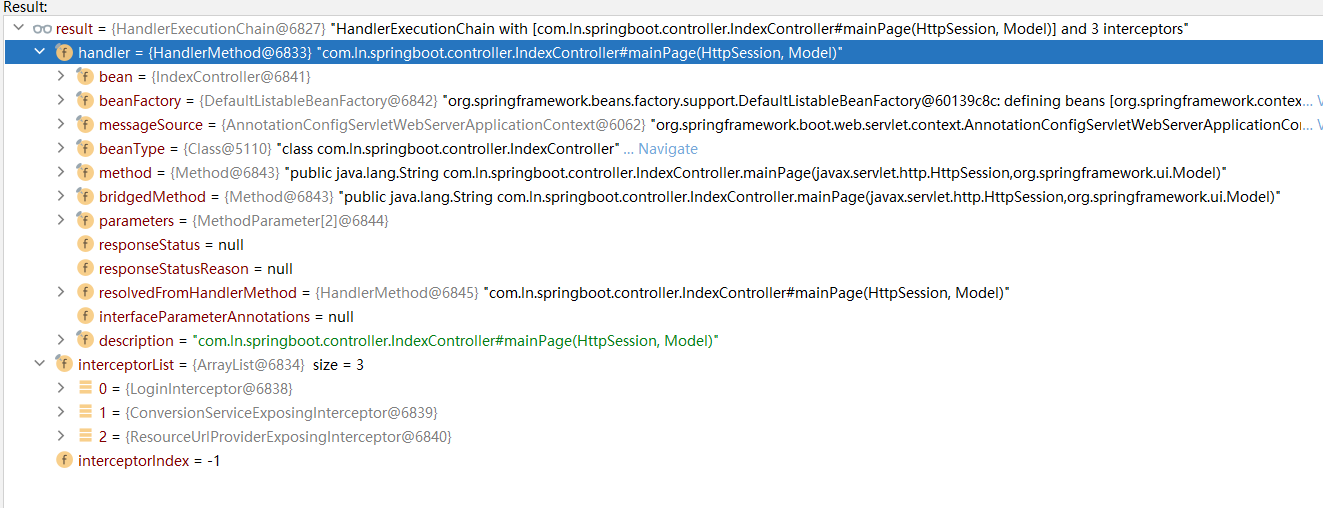 Result:
result = {HandlerExecutionChain@6827} "HandlerExecutionChain with [com.ln.springboot.controller.IndexController#mainPage(HttpSession, Model)] and 3 interceptors"
f handler = {HandlerMethod@6833} "com.ln.springboot.controller.IndexController#mainPage(HttpSession, Model)"
f bean = {IndexController@6841}
f beanFactory = {DefaultListableBeanFactory@6842} "org.springframework.beans.factory.support.DefaultListableBeanFactory@60139c8c: defining beans [org.springframework.contex... V
f messageSource = {AnnotationConfigServletWebServerApplicationContext@6062} "org.springframework.boot.web.servlet.context.AnnotationConfigServletWebServerApplicationCo... V
f beanType = {Class@5110} "class com.ln.springboot.controller.IndexController" ... Navigate
f method = {Method@6843} "public java.lang.String com.ln.springboot.controller.IndexController.mainPage(javax.servlet.http.HttpSession,org.springframework.ui.Model)"
f bridgedMethod = {Method@6843} "public java.lang.String com.ln.springboot.controller.IndexController.mainPage(javax.servlet.http.HttpSession,org.springframework.ui.Model)"
f parameters = {MethodParameter[2]@6844}
f responseStatus = null
f responseStatusReason = null
f resolvedFromHandlerMethod = {HandlerMethod@6845} "com.ln.springboot.controller.IndexController#mainPage(HttpSession, Model)"
f interfaceParameterAnnotations = null
f description = "com.ln.springboot.controller.IndexController#mainPage(HttpSession, Model)"
f interceptorList = {ArrayList@6834} size = 3
0 = {LoginInterceptor@6838}
1 = {ConversionServiceExposingInterceptor@6839}
2 = {ResourceUrlProviderExposingInterceptor@6840}
f interceptorIndex = -1